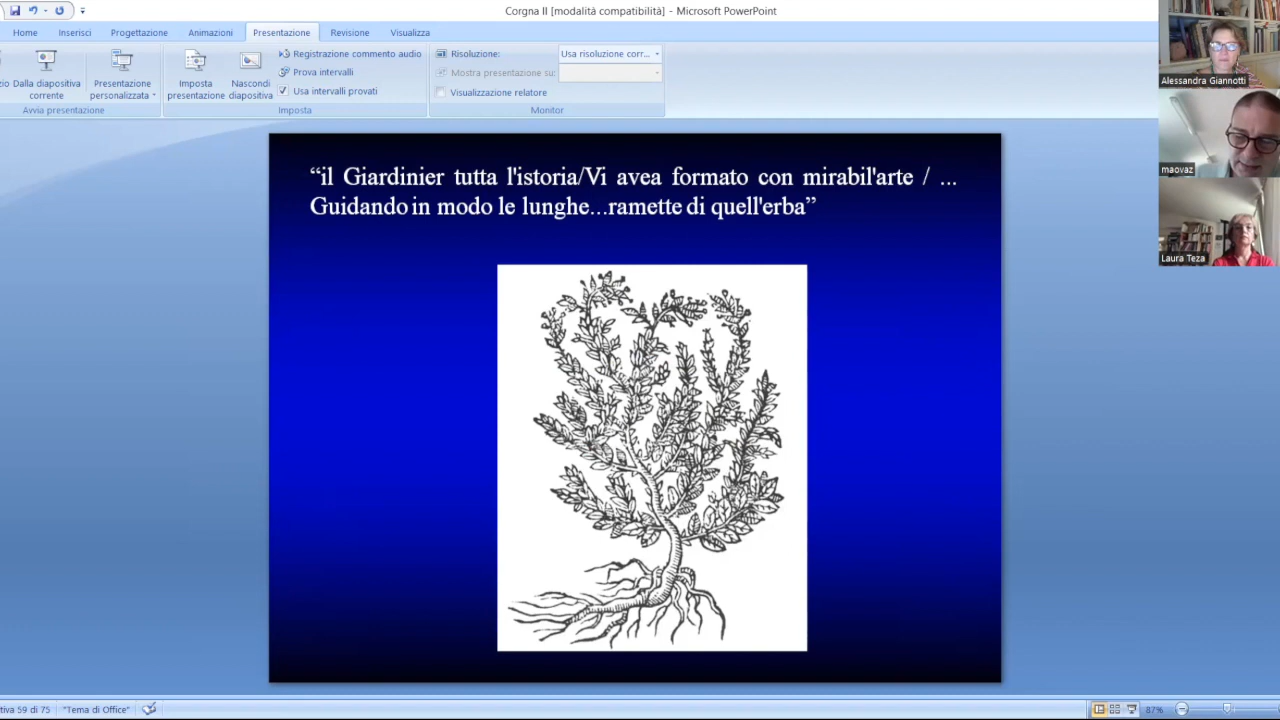 Corgna II [modalità compatibilità] - Microsoft PowerPoint
Home Inserisci Progettazione Animazioni Presentazione Revisione Visualizza
Dalla diapositiva corrente
Presentazione personalizzata
Avvia presentazione
Imposta presentazione
Nascondi diapositiva
Registrazione commento audio
Prova intervalli
Usa intervalli provati
Imposta
Risoluzione: Usa risoluzione corr...
Mostra presentazione su:
Visualizzazione relatore
Monitor
Alessandra Giannotti
maovaz
Laura Teza
“il Giardinier tutta l'istoria/Vi avea formato con mirabil'arte / ...
Guidando in modo le lunghe...ramette di quell'erba”
59 di 75 "Tema di Office" 87%